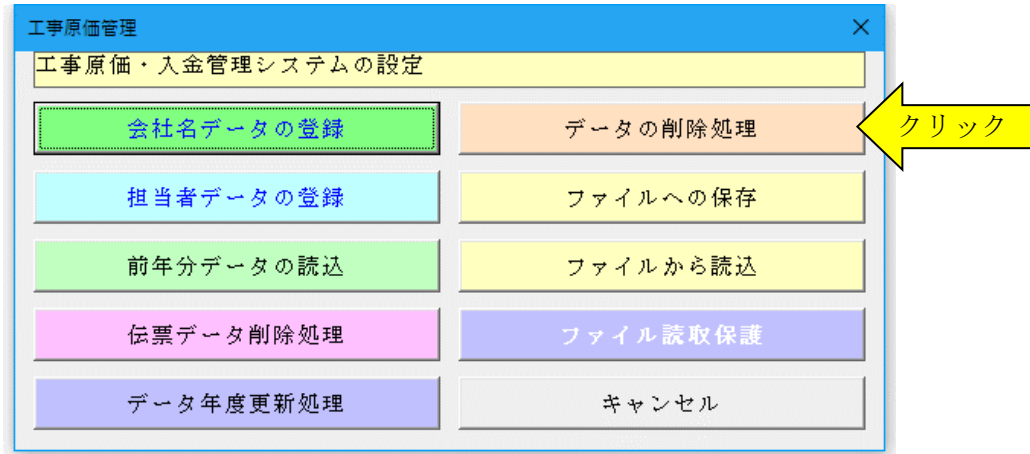 工事原価管理
工事原価・入金管理システムの設定
会社名データの登録
データの削除処理
クリック
担当者データの登録
ファイルへの保存
前年分データの読込
ファイルから読込
伝票データ削除処理
ファイル読取保護
データ年度更新処理
キャンセル